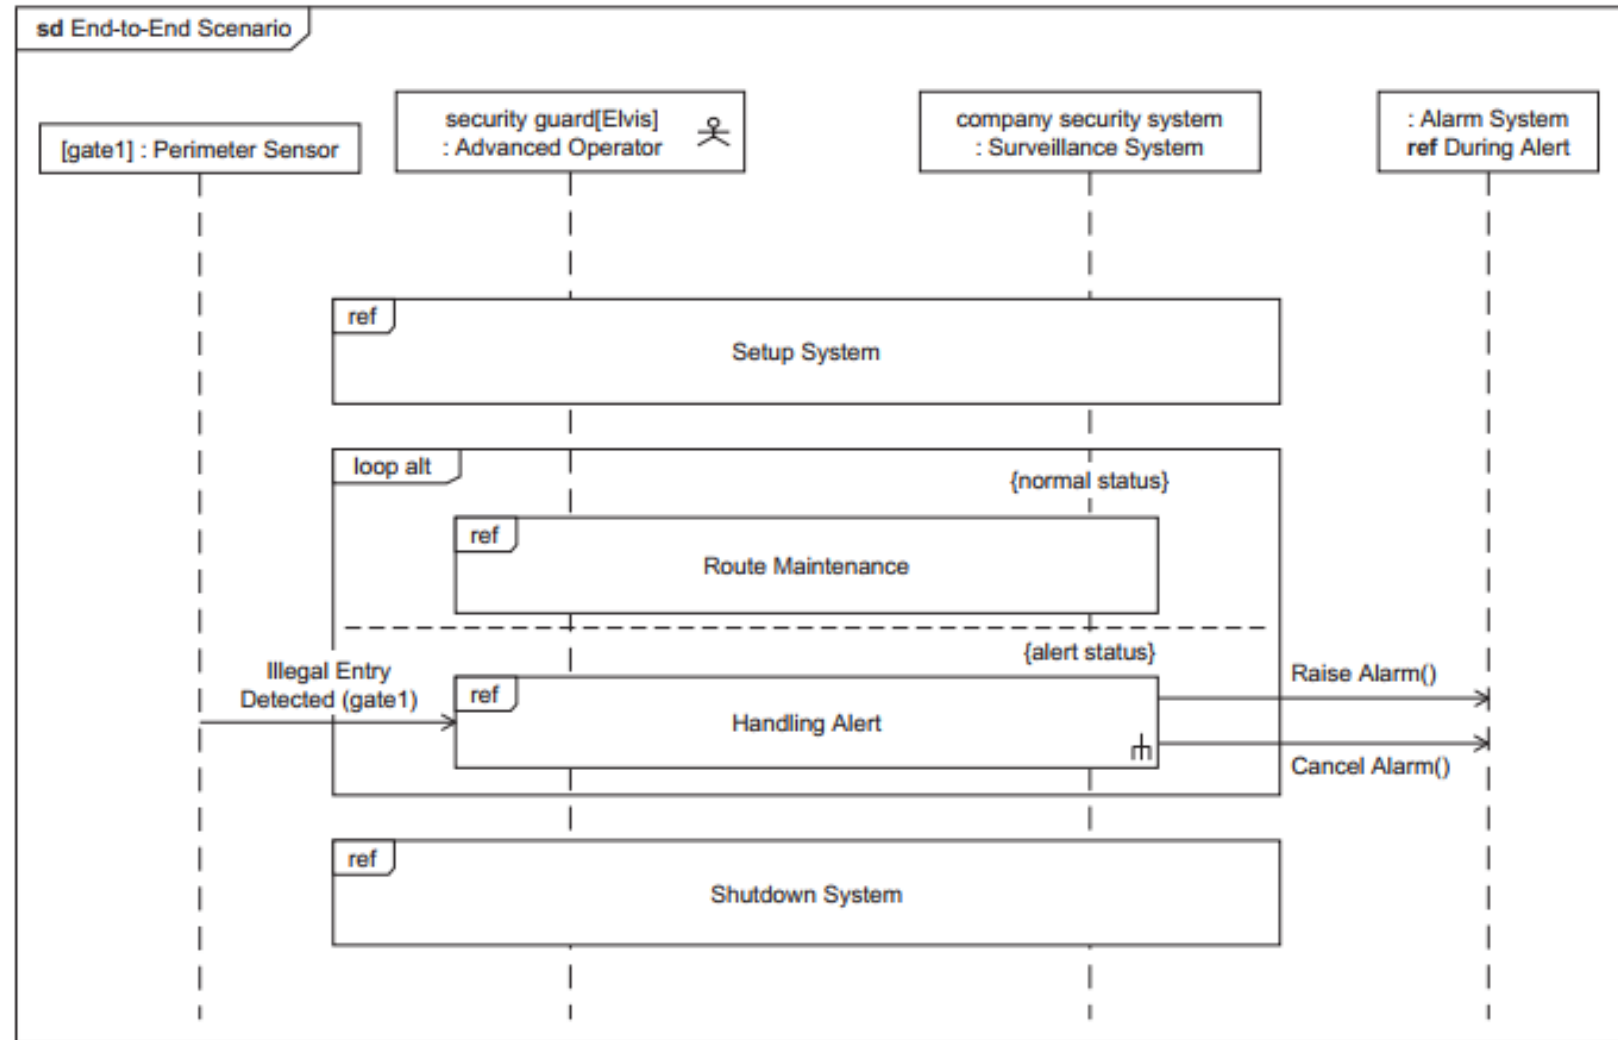 sd End-to-End Scenario
[gate1] : Perimeter Sensor
security guard[Elvis]
: Advanced Operator
company security system
: Surveillance System
: Alarm System
ref During Alert
ref
Setup System
loop alt
{normal status}
ref
Route Maintenance
{alert status}
Illegal Entry
Detected (gate1)
ref
Handling Alert
Raise Alarm()
Cancel Alarm()
ref
Shutdown System